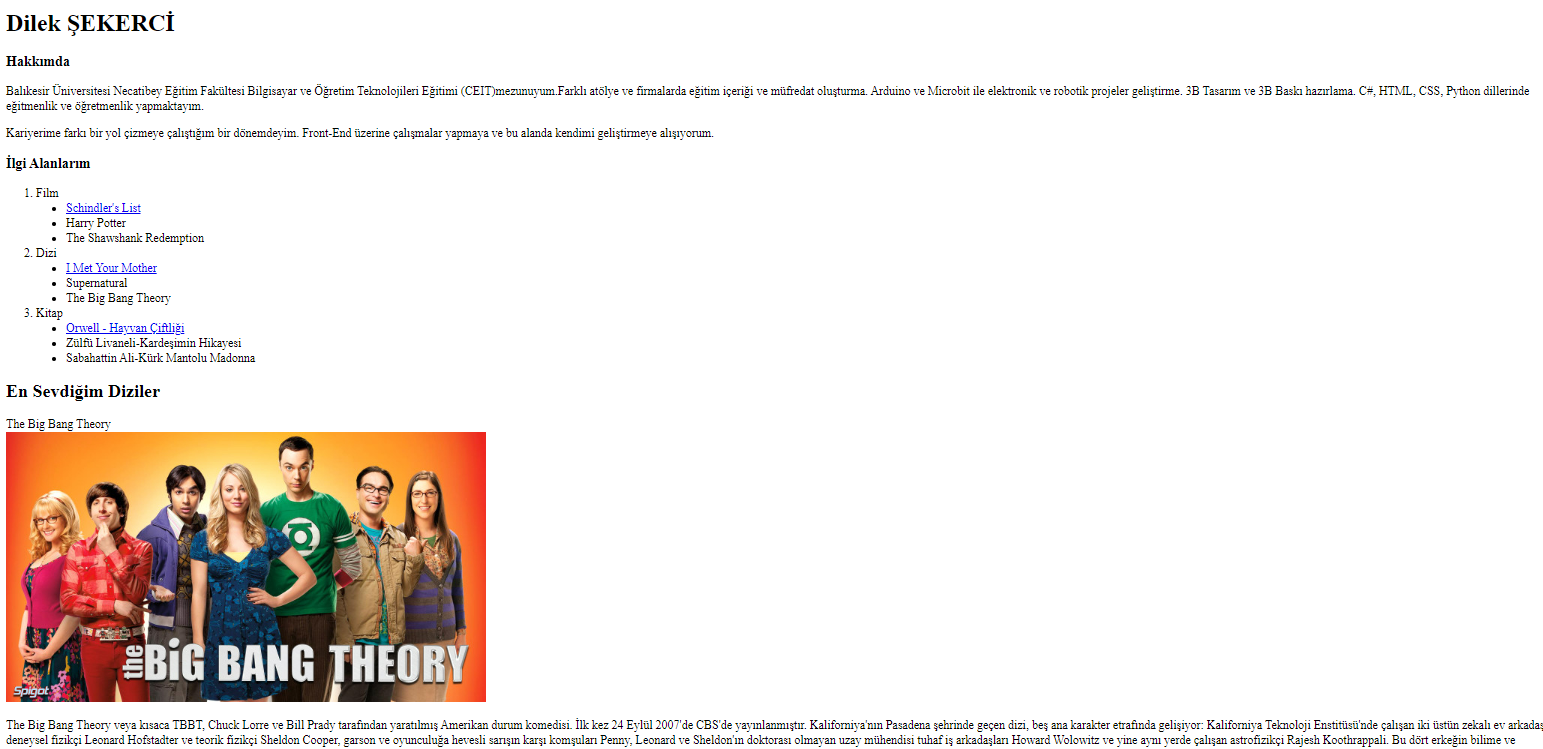 Dilek ŞEKERCİ
Hakkımda
Balıkesir Üniversitesi Necatibey Eğitim Fakültesi Bilgisayar ve Öğretim Teknolojileri Eğitimi (CEIT)mezunuyum.Farklı atölye ve firmalarda eğitim içeriği ve müfredat oluşturma. Arduino ve Microbit ile elektronik ve robotik projeler geliştirme. 3B Tasarım ve 3B Baskı hazırlama. C#, HTML, CSS, Python dillerinde
eğitmenlik ve öğretmenlik yapmaktayım.
Kariyerime farkı bir yol çizmeye çalıştığım bir dönemdeyim. Front-End üzerine çalışmalar yapmaya ve bu alanda kendimi geliştirmeye alışıyorum.
İlgi Alanlarım
1. Film
• Schindler's List
• Harry Potter
• The Shawshank Redemption
2. Dizi
• I Met Your Mother
• Supernatural
• The Big Bang Theory
3. Kitap
• Orwell - Hayvan Çiftliği
• Zülfü Livaneli-Kardeşimin Hikayesi
• Sabahattin Ali-Kürk Mantolu Madonna
En Sevdiğim Diziler
The Big Bang Theory
the BiG BANG THEORY
Spigot
The Big Bang Theory veya kısaca TBBT, Chuck Lorre ve Bill Prady tarafından yaratılmış Amerikan durum komedisi. İlk kez 24 Eylül 2007'de CBS'de yayınlanmıştır. Kaliforniya'nın Pasadena şehrinde geçen dizi, beş ana karakter etrafında gelişiyor: Kaliforniya Teknoloji Enstitüsü'nde çalışan iki üstün zekalı ev arkadaş
deneysel fizikçi Leonard Hofstadter ve teorik fizikçi Sheldon Cooper, garson ve oyunculuğa hevesli sarışın karşı komşuları Penny, Leonard ve Sheldon'ın doktorası olmayan uzay mühendisi tuhaf iş arkadaşları Howard Wolowitz ve yine aynı yerde çalışan astrofizikçi Rajesh Koothrappali. Bu dört erkeğin bilime ve